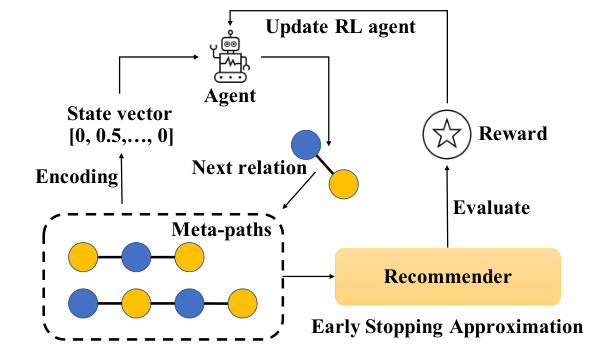 Update RL agent
Agent
State vector
[0, 0.5,…, 0]
Reward
Next relation
Encoding
Evaluate
Meta-paths
Recommender
Early Stopping Approximation